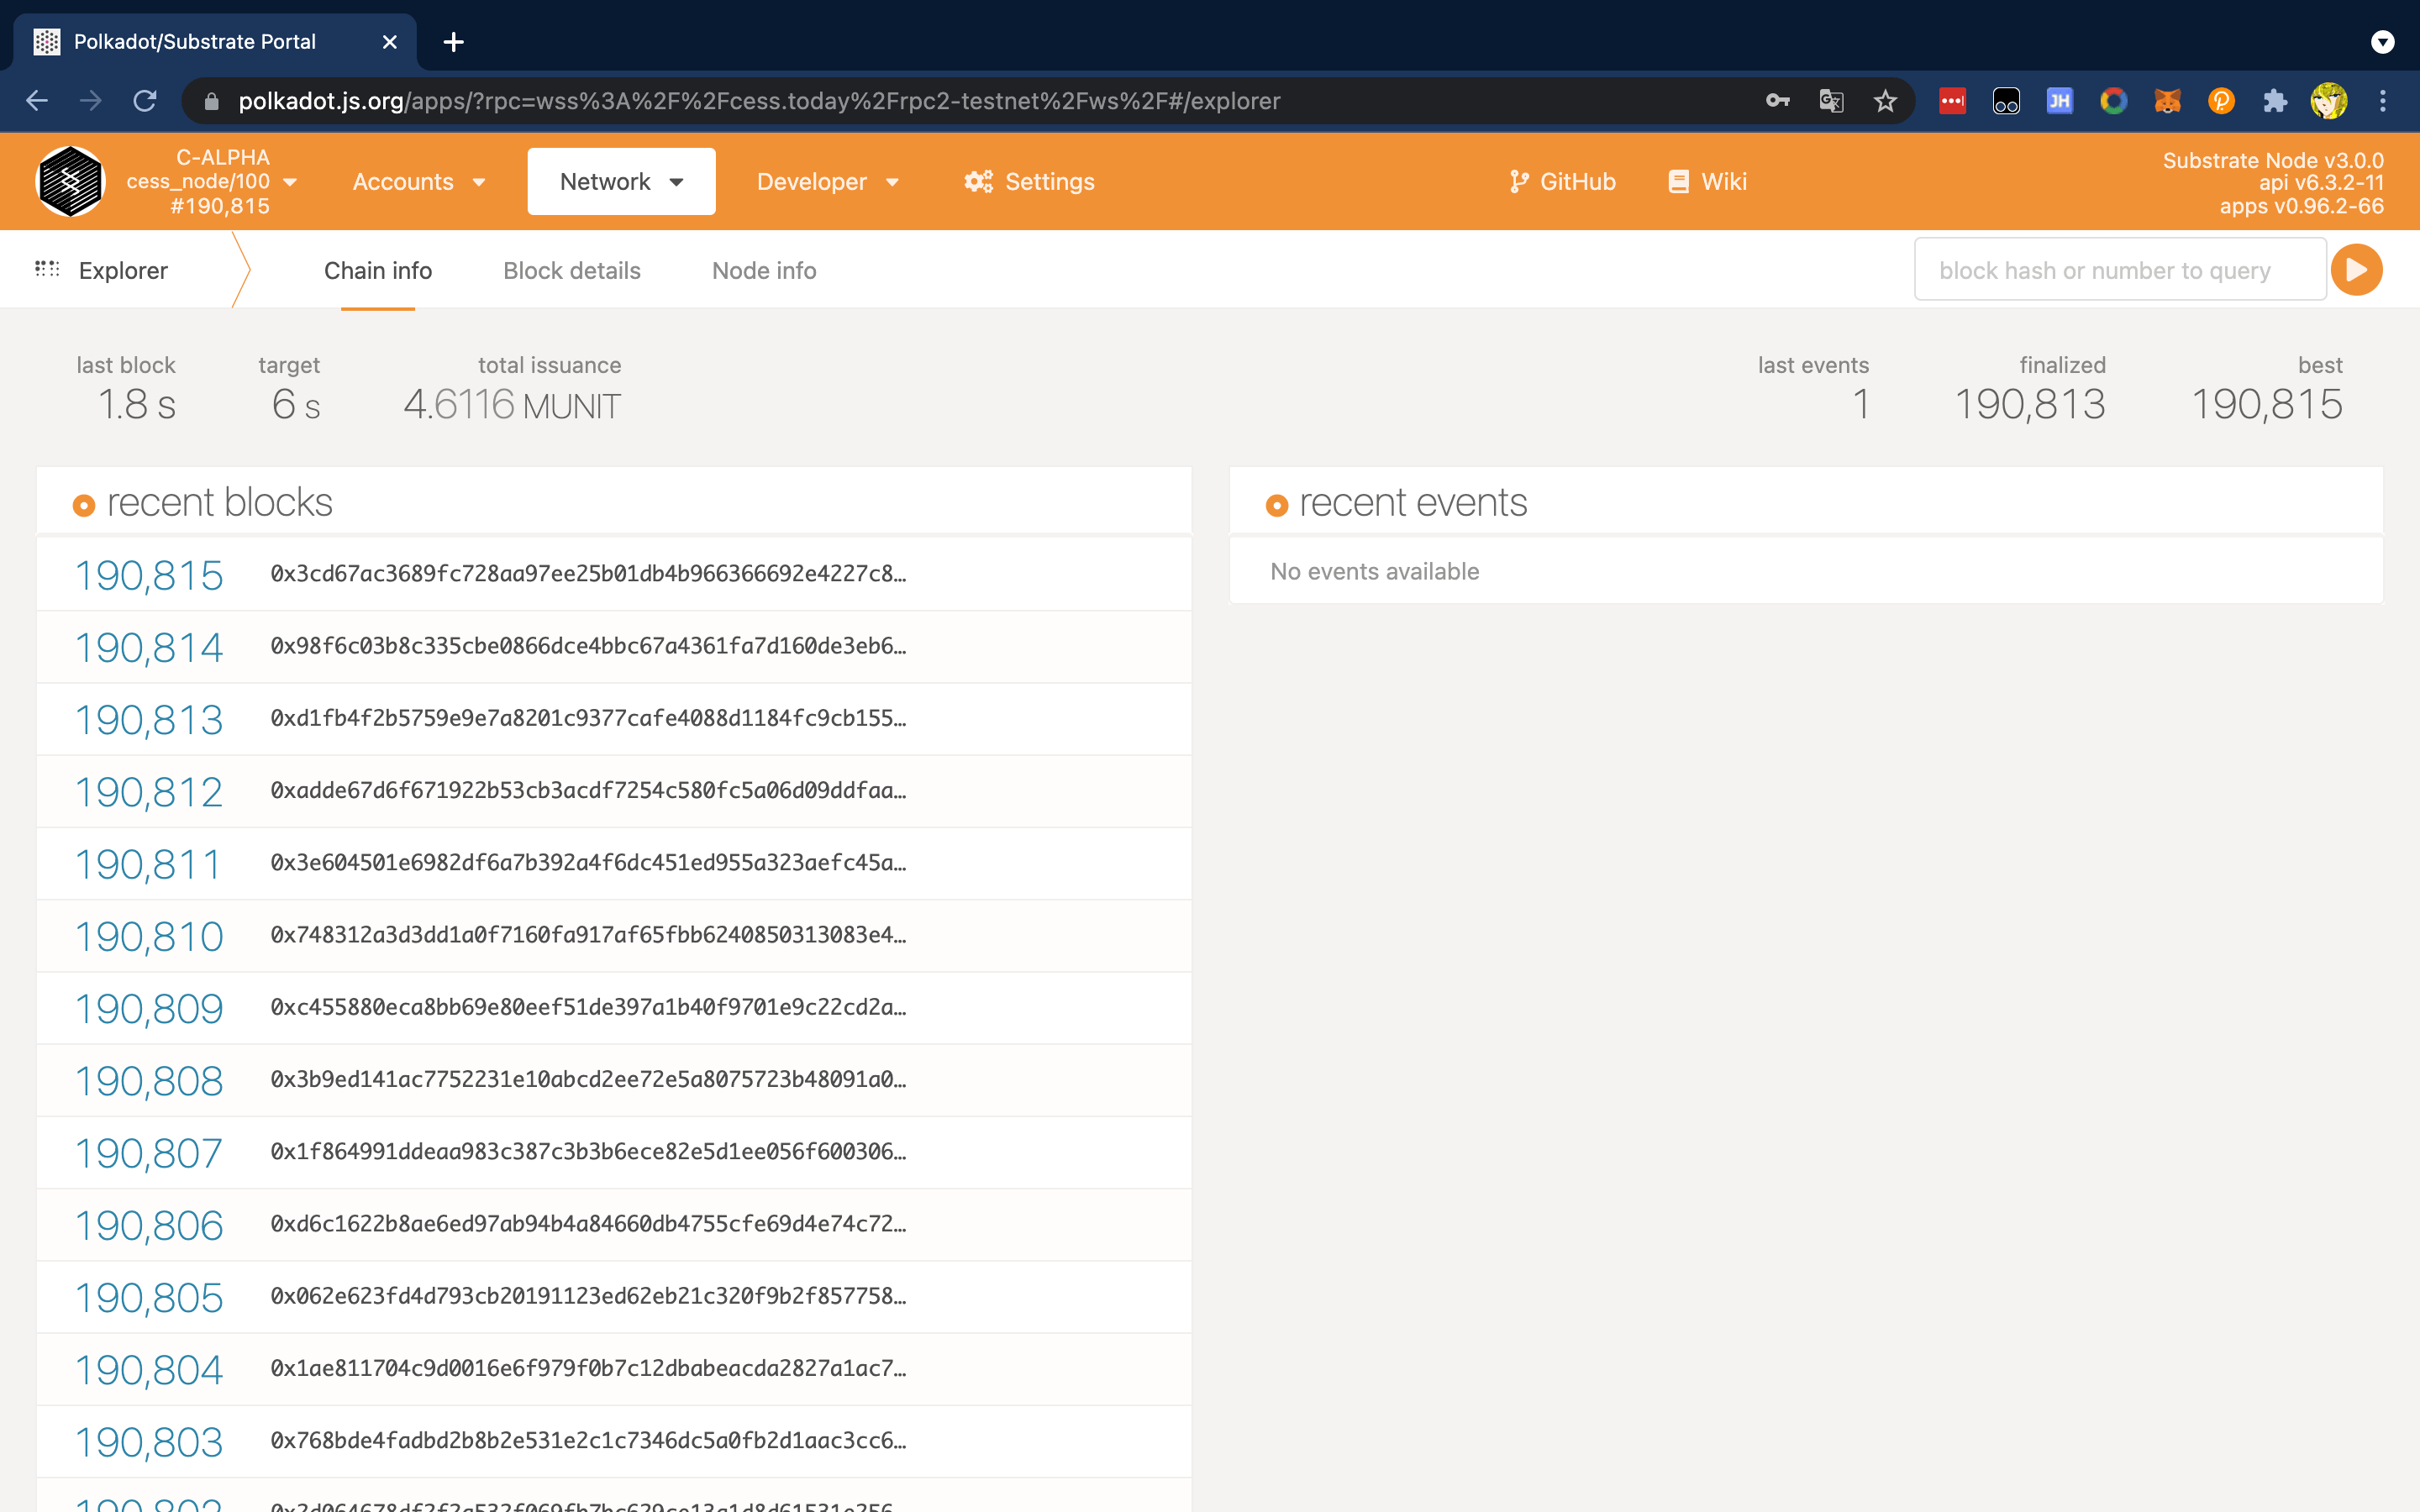 Polkadot/Substrate Portal
polkadot.js.org/apps/?rpc=wss%3A%2F%2Fcess.today%2Frpc2-testnet%2Fws%2F#/explorer
JH
C-ALPHA
cess_node/100
#190,815
Accounts
Network
Developer
Settings
GitHub
Wiki
Substrate Node v3.0.0
api v6.3.2-11
apps v0.96.2-66
Explorer
Chain info
Block details
Node info
block hash or number to query
last block
1.8 s
target
6 s
total issuance
4.6116 MUNIT
last events
1
finalized
190,813
best
190,815
recent blocks
190,815 0x3cd67ac3689fc728aa97ee25b01db4b966366692e4227c8…
190,814 0x98f6c03b8c335cbe0866dce4bbc67a4361fa7d160de3eb6…
190,813 0xd1fb4f2b5759e9e7a8201c9377cafe4088d1184fc9cb155…
190,812 0xadde67d6f671922b53cb3acdf7254c580fc5a06d09ddfaa…
190,811 0x3e604501e6982df6a7b392a4f6dc451ed955a323aefc45a…
190,810 0x748312a3d3dd1a0f7160fa917af65fbb6240850313083e4…
190,809 0xc455880eca8bb69e80eef51de397a1b40f9701e9c22cd2a…
190,808 0x3b9ed141ac7752231e10abcd2ee72e5a8075723b48091a0…
190,807 0x1f864991ddeaa983c387c3b3b6ece82e5d1ee056f600306…
190,806 0xd6c1622b8ae6ed97ab94b4a84660db4755cfe69d4e74c72…
190,805 0x062e623fd4d793cb20191123ed62eb21c320f9b2f857758…
190,804 0x1ae811704c9d0016e6f979f0b7c12dbabeacda2827a1ac7…
190,803 0x768bde4fadbd2b8b2e531e2c1c7346dc5a0fb2d1aac3cc6…
190,802
recent events
No events available